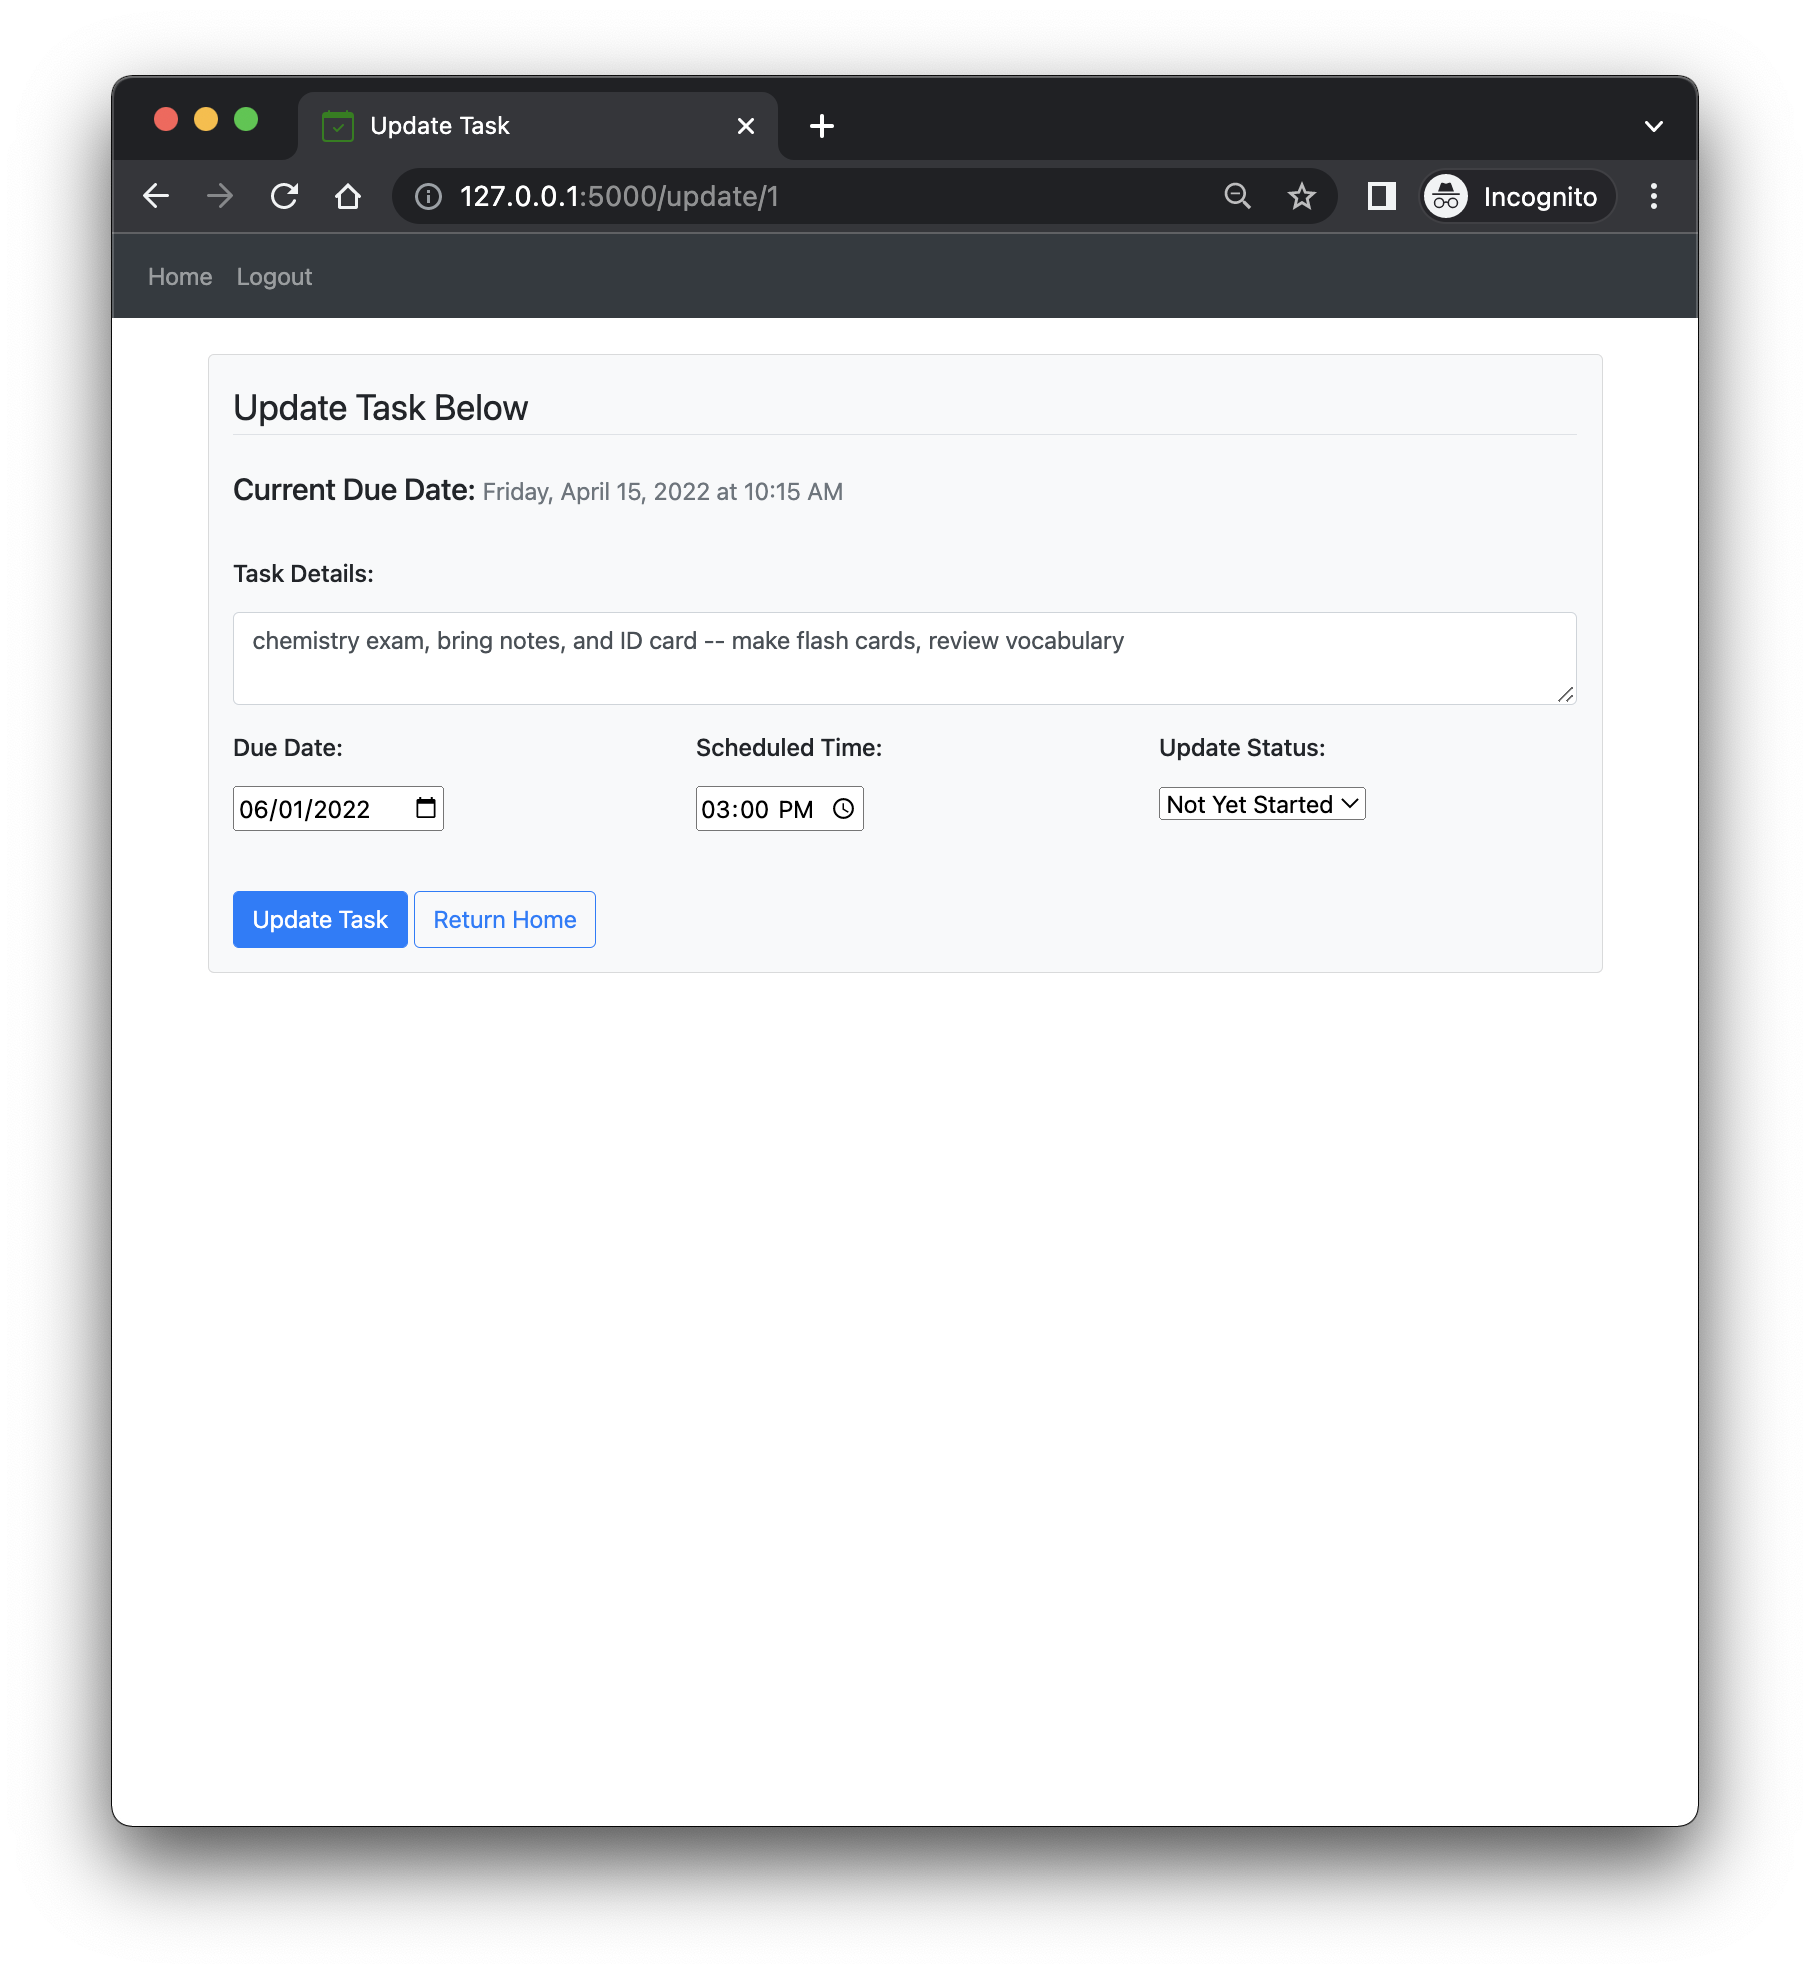 Update Task
127.0.0.1:5000/update/1
Incognito
Home Logout
Update Task Below
Current Due Date: Friday, April 15, 2022 at 10:15 AM
Task Details:
chemistry exam, bring notes, and ID card -- make flash cards, review vocabulary
Due Date: Scheduled Time: Update Status:
06/01/2022 03:00 PM Not Yet Started
Update Task Return Home